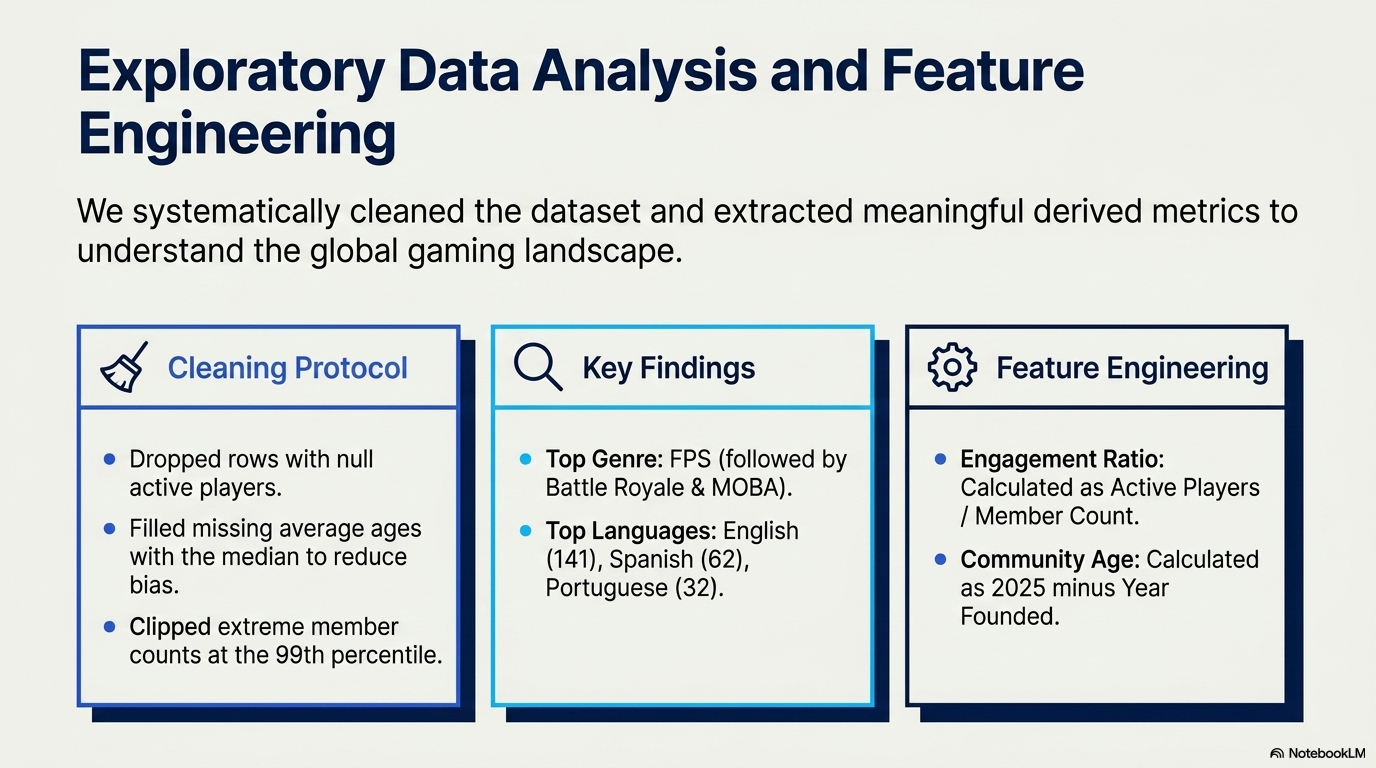 Exploratory Data Analysis and Feature
Engineering
We systematically cleaned the dataset and extracted meaningful derived metrics to
understand the global gaming landscape.
Cleaning Protocol
Dropped rows with null
active players.
Filled missing average ages
with the median to reduce
bias.
Clipped extreme member
counts at the 99th percentile.
Key Findings
Top Genre: FPS (followed by
Battle Royale & MOBA).
Top Languages: English
(141), Spanish (62),
Portuguese (32).
Feature Engineering
Engagement Ratio:
Calculated as Active Players
/ Member Count.
Community Age: Calculated
as 2025 minus Year
Founded.
NotebookLM